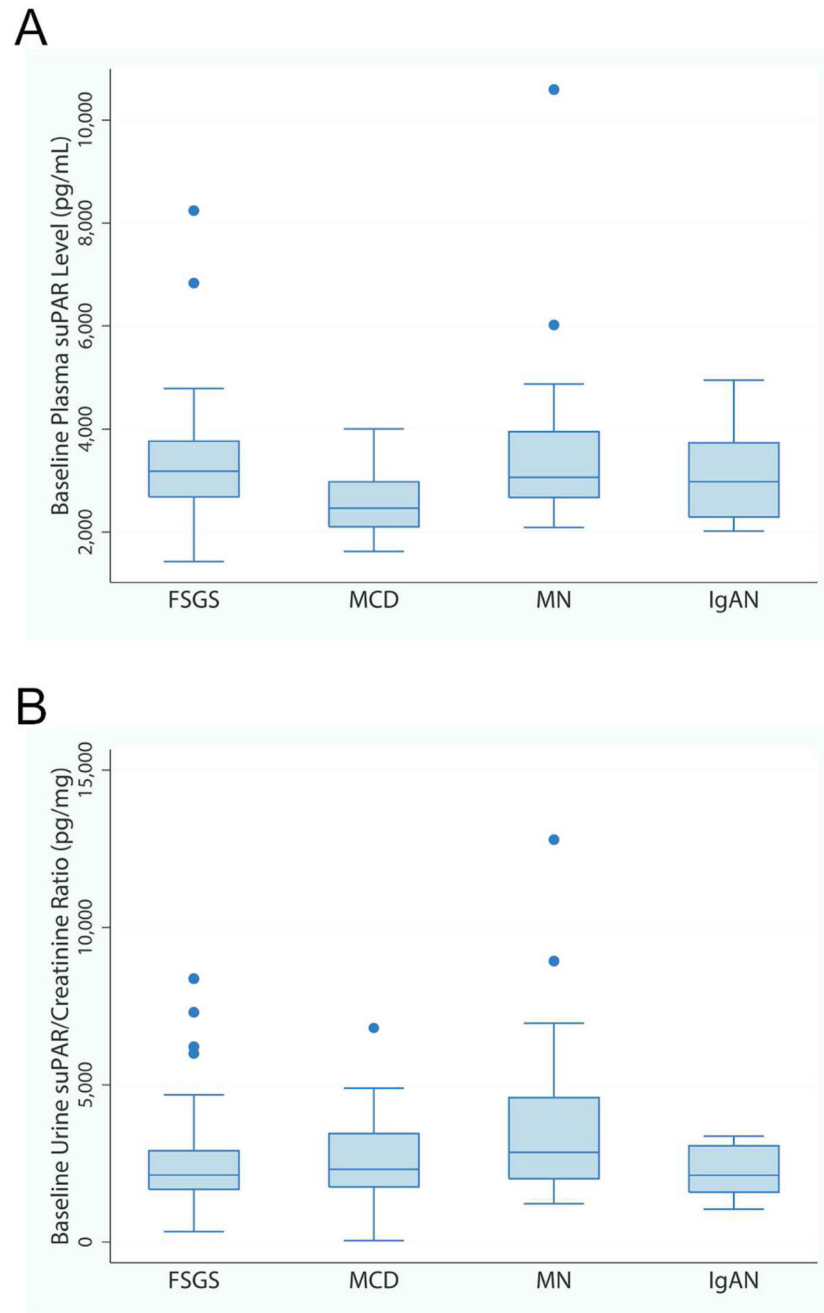 A
Baseline Plasma suPAR Level (pg/mL)
10,000
8,000
6,000
4,000
2,000
FSGS MCD MN IgAN
B
Baseline Urine suPAR/Creatinine Ratio (pg/mg)
15,000
10,000
5,000
0
FSGS MCD MN IgAN